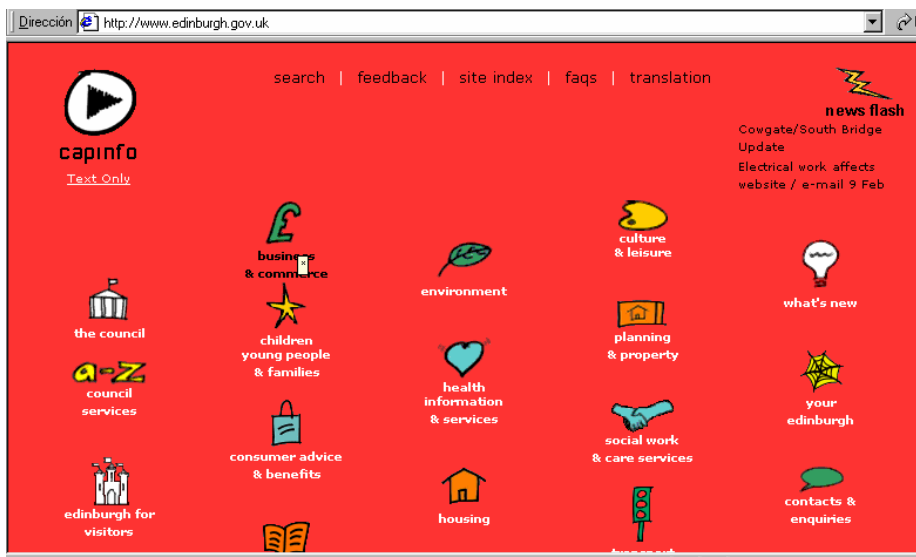 Dirección http://www.edinburgh.gov.uk
search | feedback | site index | faqs | translation
capinfo
Text Only
news flash
Cowgate/South Bridge
Update
Electrical work affects
website / e-mail 9 Feb
the council
a-z
council
services
edinburgh for
visitors
£
business
& commerce
children
young people
& families
consumer advice
& benefits
environment
health
information
& services
housing
culture
& leisure
planning
& property
social work
& care services
transport
what's new
your
edinburgh
contacts &
enquiries